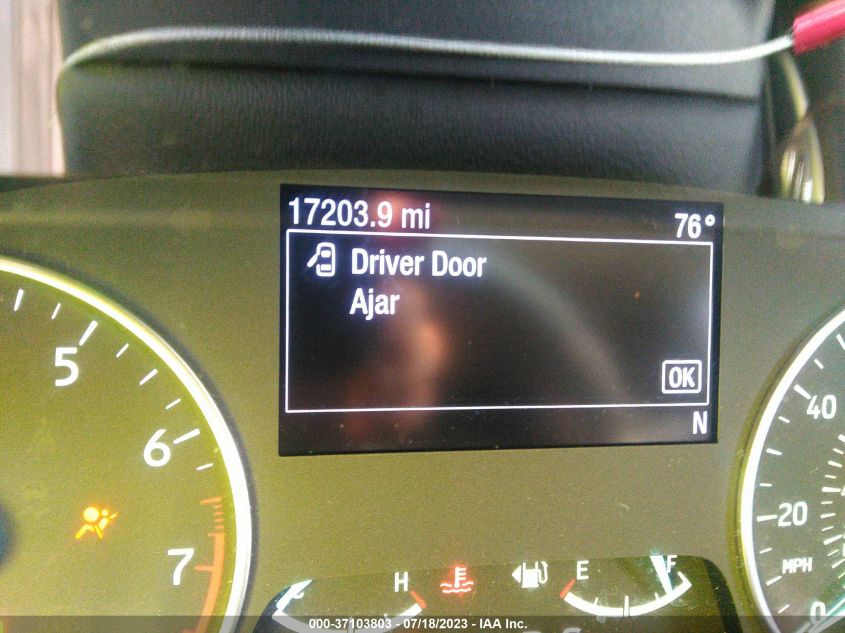 17203.9 mi
76°
Driver Door
Ajar
OK
N
5
6
7
H
E
F
40
20
MPH
0
000-37103803 - 07/18/2023 - IAA Inc.